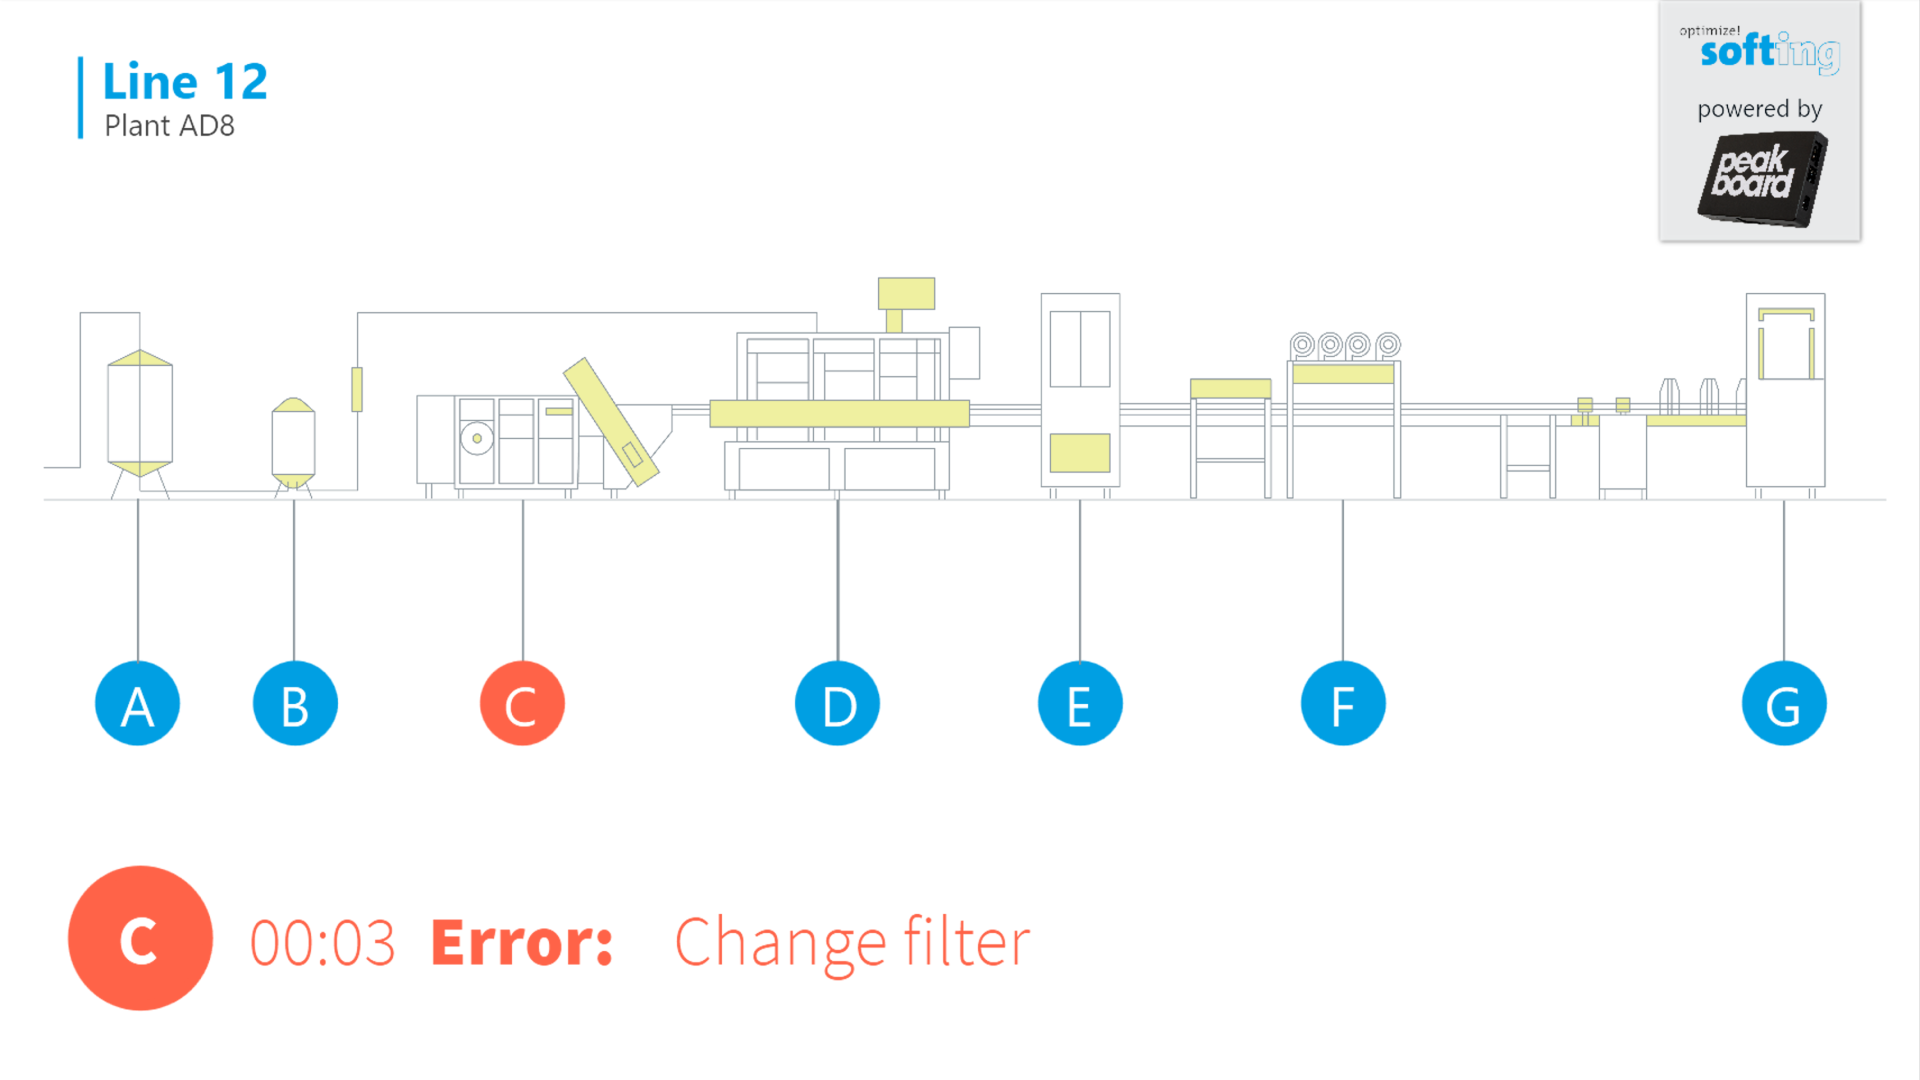 Line 12
Plant AD8
optimize!
softing
powered by
peak
board
A
B
C
D
E
F
G
C
00:03 Error: Change filter